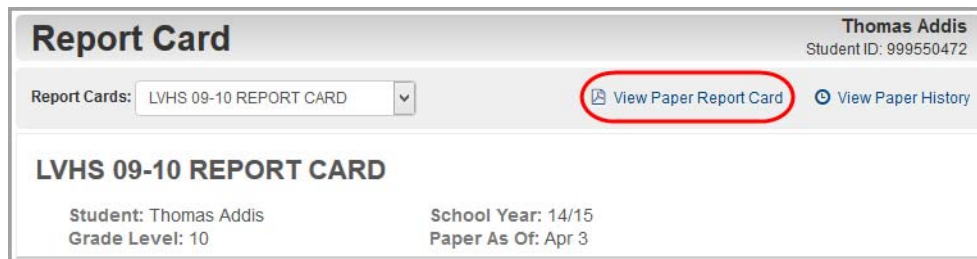 Report Card
Thomas Addis
Student ID: 999550472
Report Cards: LVHS 09-10 REPORT CARD
View Paper Report Card
View Paper History
LVHS 09-10 REPORT CARD
Student: Thomas Addis
School Year: 14/15
Grade Level: 10
Paper As Of: Apr 3